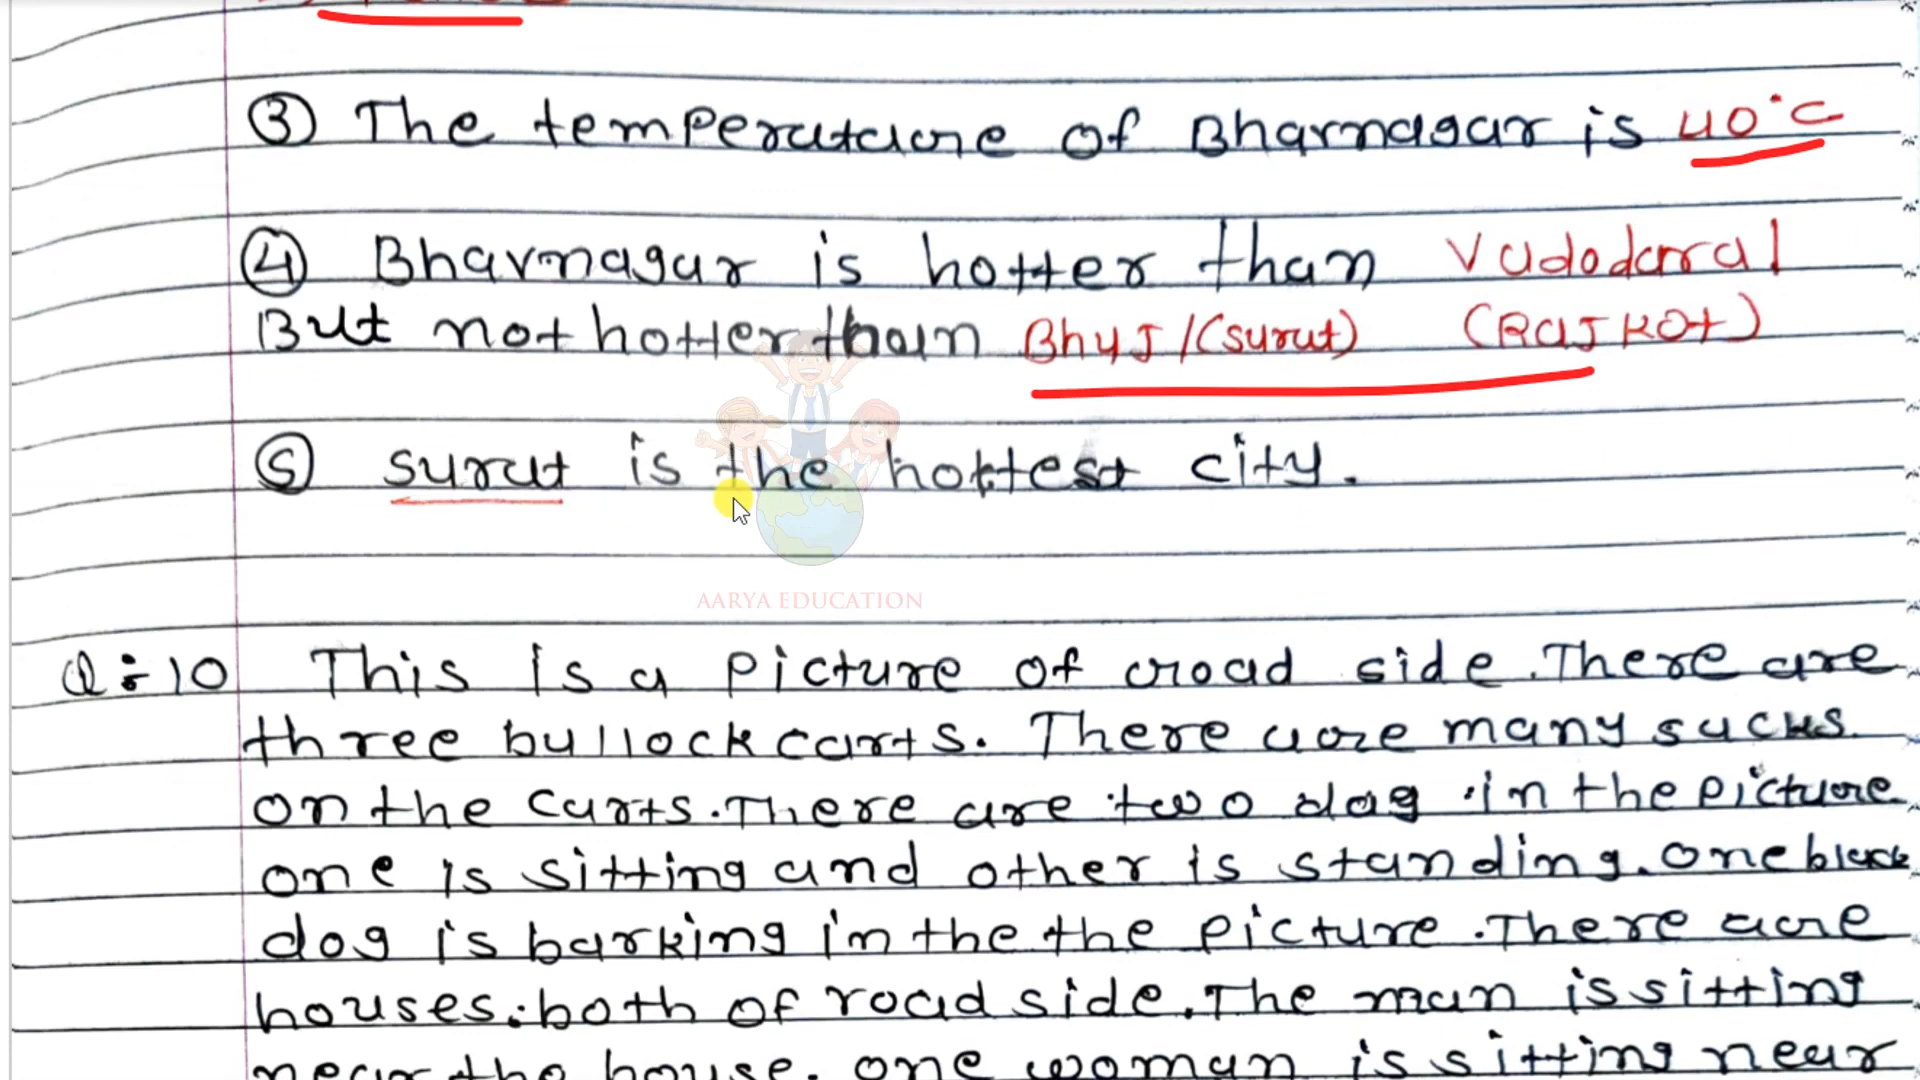 ③ The temperature of Bharnagar is 40°C
④ Bhavnagar is hotter than Vadodara/
But not hotter than Bhuj/(surat) (Rajkot)
⑤ surat is the hottest city.
AARYA EDUCATION
Q:10 This is a picture of road side. There are
three bullock carts. There are many sacks
on the carts. There are two dog in the picture
one is sitting and other is standing. one black
dog is barking in the the picture. There are
houses. both of road side. The man is sitting
near the house. one woman is sitting near